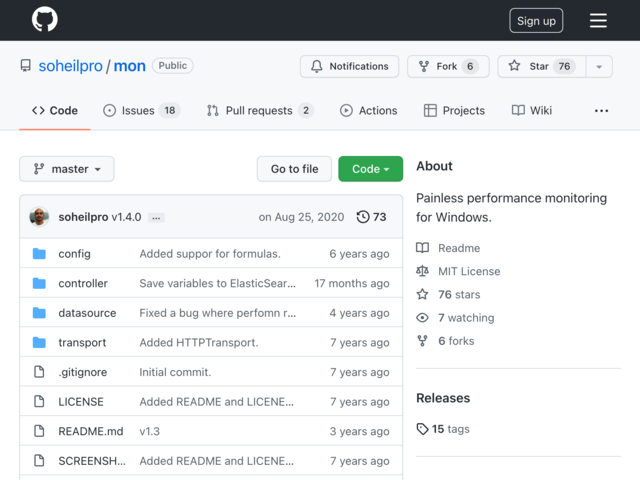 Sign up
soheilpro / mon Public
Notifications Fork 6 Star 76
Code Issues 18 Pull requests 2 Actions Projects Wiki ...
master Go to file Code
soheilpro v1.4.0 ... on Aug 25, 2020 73
config Added suppor for formulas. 6 years ago
controller Save variables to ElasticSear... 17 months ago
datasource Fixed a bug where perfomn r... 4 years ago
transport Added HTTPTransport. 7 years ago
.gitignore Initial commit. 7 years ago
LICENSE Added README and LICENE... 7 years ago
README.md v1.3 3 years ago
SCREENSH... Added README and LICENE... 7 years ago
About
Painless performance monitoring
for Windows.
Readme
MIT License
76 stars
7 watching
6 forks
Releases
15 tags